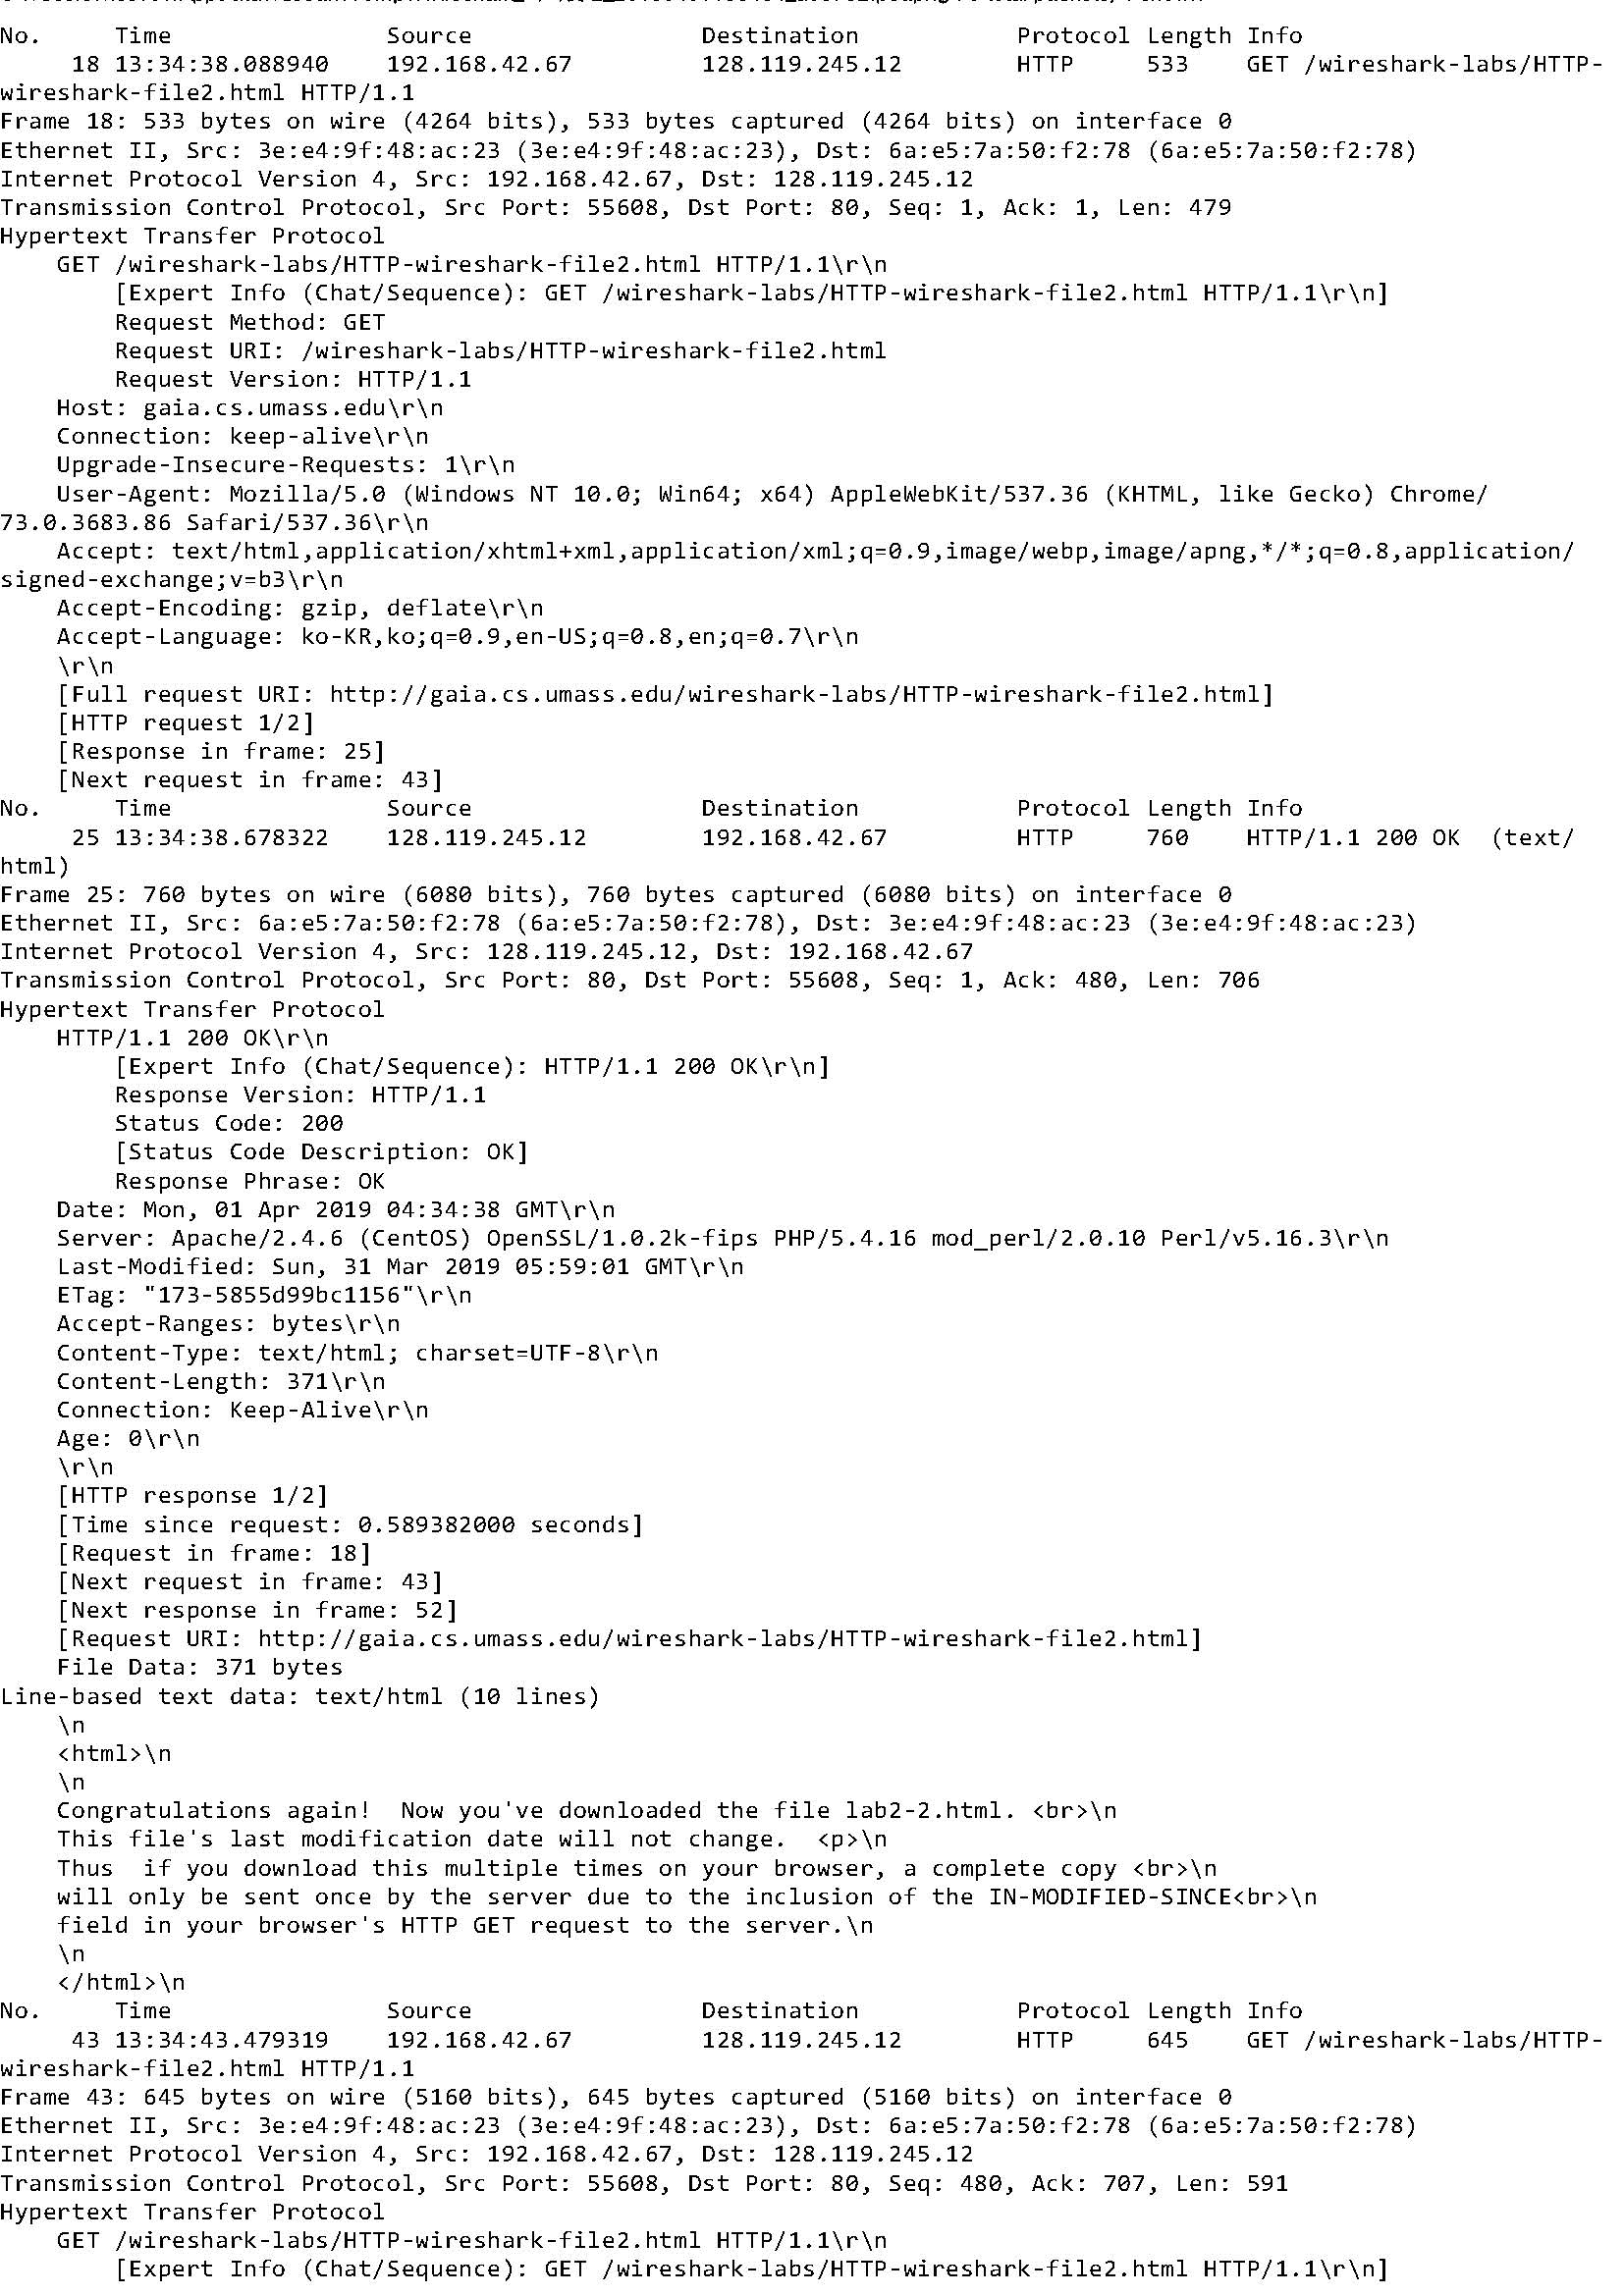 No.     Time               Source                Destination           Protocol Length Info
     18 13:34:38.088940    192.168.42.67         128.119.245.12        HTTP     533    GET /wireshark-labs/HTTP-
wireshark-file2.html HTTP/1.1
Frame 18: 533 bytes on wire (4264 bits), 533 bytes captured (4264 bits) on interface 0
Ethernet II, Src: 3e:e4:9f:48:ac:23 (3e:e4:9f:48:ac:23), Dst: 6a:e5:7a:50:f2:78 (6a:e5:7a:50:f2:78)
Internet Protocol Version 4, Src: 192.168.42.67, Dst: 128.119.245.12
Transmission Control Protocol, Src Port: 55608, Dst Port: 80, Seq: 1, Ack: 1, Len: 479
Hypertext Transfer Protocol
    GET /wireshark-labs/HTTP-wireshark-file2.html HTTP/1.1\r\n
        [Expert Info (Chat/Sequence): GET /wireshark-labs/HTTP-wireshark-file2.html HTTP/1.1\r\n]
        Request Method: GET
        Request URI: /wireshark-labs/HTTP-wireshark-file2.html
        Request Version: HTTP/1.1
    Host: gaia.cs.umass.edu\r\n
    Connection: keep-alive\r\n
    Upgrade-Insecure-Requests: 1\r\n
    User-Agent: Mozilla/5.0 (Windows NT 10.0; Win64; x64) AppleWebKit/537.36 (KHTML, like Gecko) Chrome/
73.0.3683.86 Safari/537.36\r\n
    Accept: text/html,application/xhtml+xml,application/xml;q=0.9,image/webp,image/apng,*/*;q=0.8,application/
signed-exchange;v=b3\r\n
    Accept-Encoding: gzip, deflate\r\n
    Accept-Language: ko-KR,ko;q=0.9,en-US;q=0.8,en;q=0.7\r\n
    \r\n
    [Full request URI: http://gaia.cs.umass.edu/wireshark-labs/HTTP-wireshark-file2.html]
    [HTTP request 1/2]
    [Response in frame: 25]
    [Next request in frame: 43]
No.     Time               Source                Destination           Protocol Length Info
     25 13:34:38.678322    128.119.245.12        192.168.42.67         HTTP     760    HTTP/1.1 200 OK  (text/
html)
Frame 25: 760 bytes on wire (6080 bits), 760 bytes captured (6080 bits) on interface 0
Ethernet II, Src: 6a:e5:7a:50:f2:78 (6a:e5:7a:50:f2:78), Dst: 3e:e4:9f:48:ac:23 (3e:e4:9f:48:ac:23)
Internet Protocol Version 4, Src: 128.119.245.12, Dst: 192.168.42.67
Transmission Control Protocol, Src Port: 80, Dst Port: 55608, Seq: 1, Ack: 480, Len: 706
Hypertext Transfer Protocol
    HTTP/1.1 200 OK\r\n
        [Expert Info (Chat/Sequence): HTTP/1.1 200 OK\r\n]
        Response Version: HTTP/1.1
        Status Code: 200
        [Status Code Description: OK]
        Response Phrase: OK
    Date: Mon, 01 Apr 2019 04:34:38 GMT\r\n
    Server: Apache/2.4.6 (CentOS) OpenSSL/1.0.2k-fips PHP/5.4.16 mod_perl/2.0.10 Perl/v5.16.3\r\n
    Last-Modified: Sun, 31 Mar 2019 05:59:01 GMT\r\n
    ETag: "173-5855d99bc1156"\r\n
    Accept-Ranges: bytes\r\n
    Content-Type: text/html; charset=UTF-8\r\n
    Content-Length: 371\r\n
    Connection: Keep-Alive\r\n
    Age: 0\r\n
    \r\n
    [HTTP response 1/2]
    [Time since request: 0.589382000 seconds]
    [Request in frame: 18]
    [Next request in frame: 43]
    [Next response in frame: 52]
    [Request URI: http://gaia.cs.umass.edu/wireshark-labs/HTTP-wireshark-file2.html]
    File Data: 371 bytes
Line-based text data: text/html (10 lines)
    \n
    <html>\n
    \n
    Congratulations again!  Now you've downloaded the file lab2-2.html. <br>\n
    This file's last modification date will not change.  <p>\n
    Thus  if you download this multiple times on your browser, a complete copy <br>\n
    will only be sent once by the server due to the inclusion of the IN-MODIFIED-SINCE<br>\n
    field in your browser's HTTP GET request to the server.\n
    \n
    </html>\n
No.     Time               Source                Destination           Protocol Length Info
     43 13:34:43.479319    192.168.42.67         128.119.245.12        HTTP     645    GET /wireshark-labs/HTTP-
wireshark-file2.html HTTP/1.1
Frame 43: 645 bytes on wire (5160 bits), 645 bytes captured (5160 bits) on interface 0
Ethernet II, Src: 3e:e4:9f:48:ac:23 (3e:e4:9f:48:ac:23), Dst: 6a:e5:7a:50:f2:78 (6a:e5:7a:50:f2:78)
Internet Protocol Version 4, Src: 192.168.42.67, Dst: 128.119.245.12
Transmission Control Protocol, Src Port: 55608, Dst Port: 80, Seq: 480, Ack: 707, Len: 591
Hypertext Transfer Protocol
    GET /wireshark-labs/HTTP-wireshark-file2.html HTTP/1.1\r\n
        [Expert Info (Chat/Sequence): GET /wireshark-labs/HTTP-wireshark-file2.html HTTP/1.1\r\n]